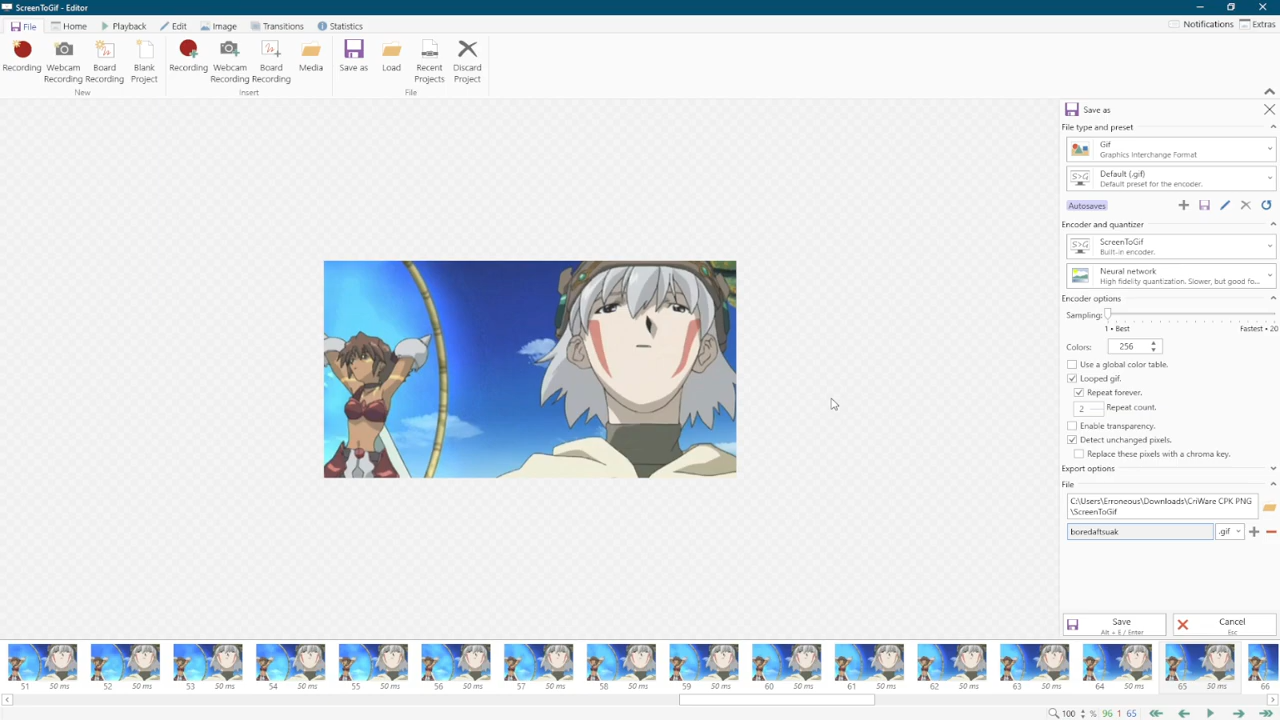 ScreenToGif - Editor
File Home Playback Edit Image Transitions Statistics Notifications Extras
Recording Webcam Recording Board Recording Blank Project Recording Webcam Recording Board Recording Media Save as Load Recent Projects Discard Project
New Insert File
Save as
File type and preset
Gif
Graphics Interchange Format
Default (.gif)
Default preset for the encoder.
Autosaves
Encoder and quantizer
ScreenToGif
Built-in encoder.
Neural network
High fidelity quantization. Slower, but good fo...
Encoder options
Sampling:
1 • Best Fastest • 20
Colors: 256
Use a global color table.
Looped gif.
Repeat forever.
2 Repeat count.
Enable transparency.
Detect unchanged pixels.
Replace these pixels with a chroma key.
Export options
File
C:\Users\Erroneous\Downloads\CriWare CPK PNG
\ScreenToGif
boredaftsuak .gif
Save Cancel
Alt + E / Enter Esc
51 50 ms 52 50 ms 53 50 ms 54 50 ms 55 50 ms 56 50 ms 57 50 ms 58 50 ms 59 50 ms 60 50 ms 61 50 ms 62 50 ms 63 50 ms 64 50 ms 65 50 ms 66
100 % 96 1 65